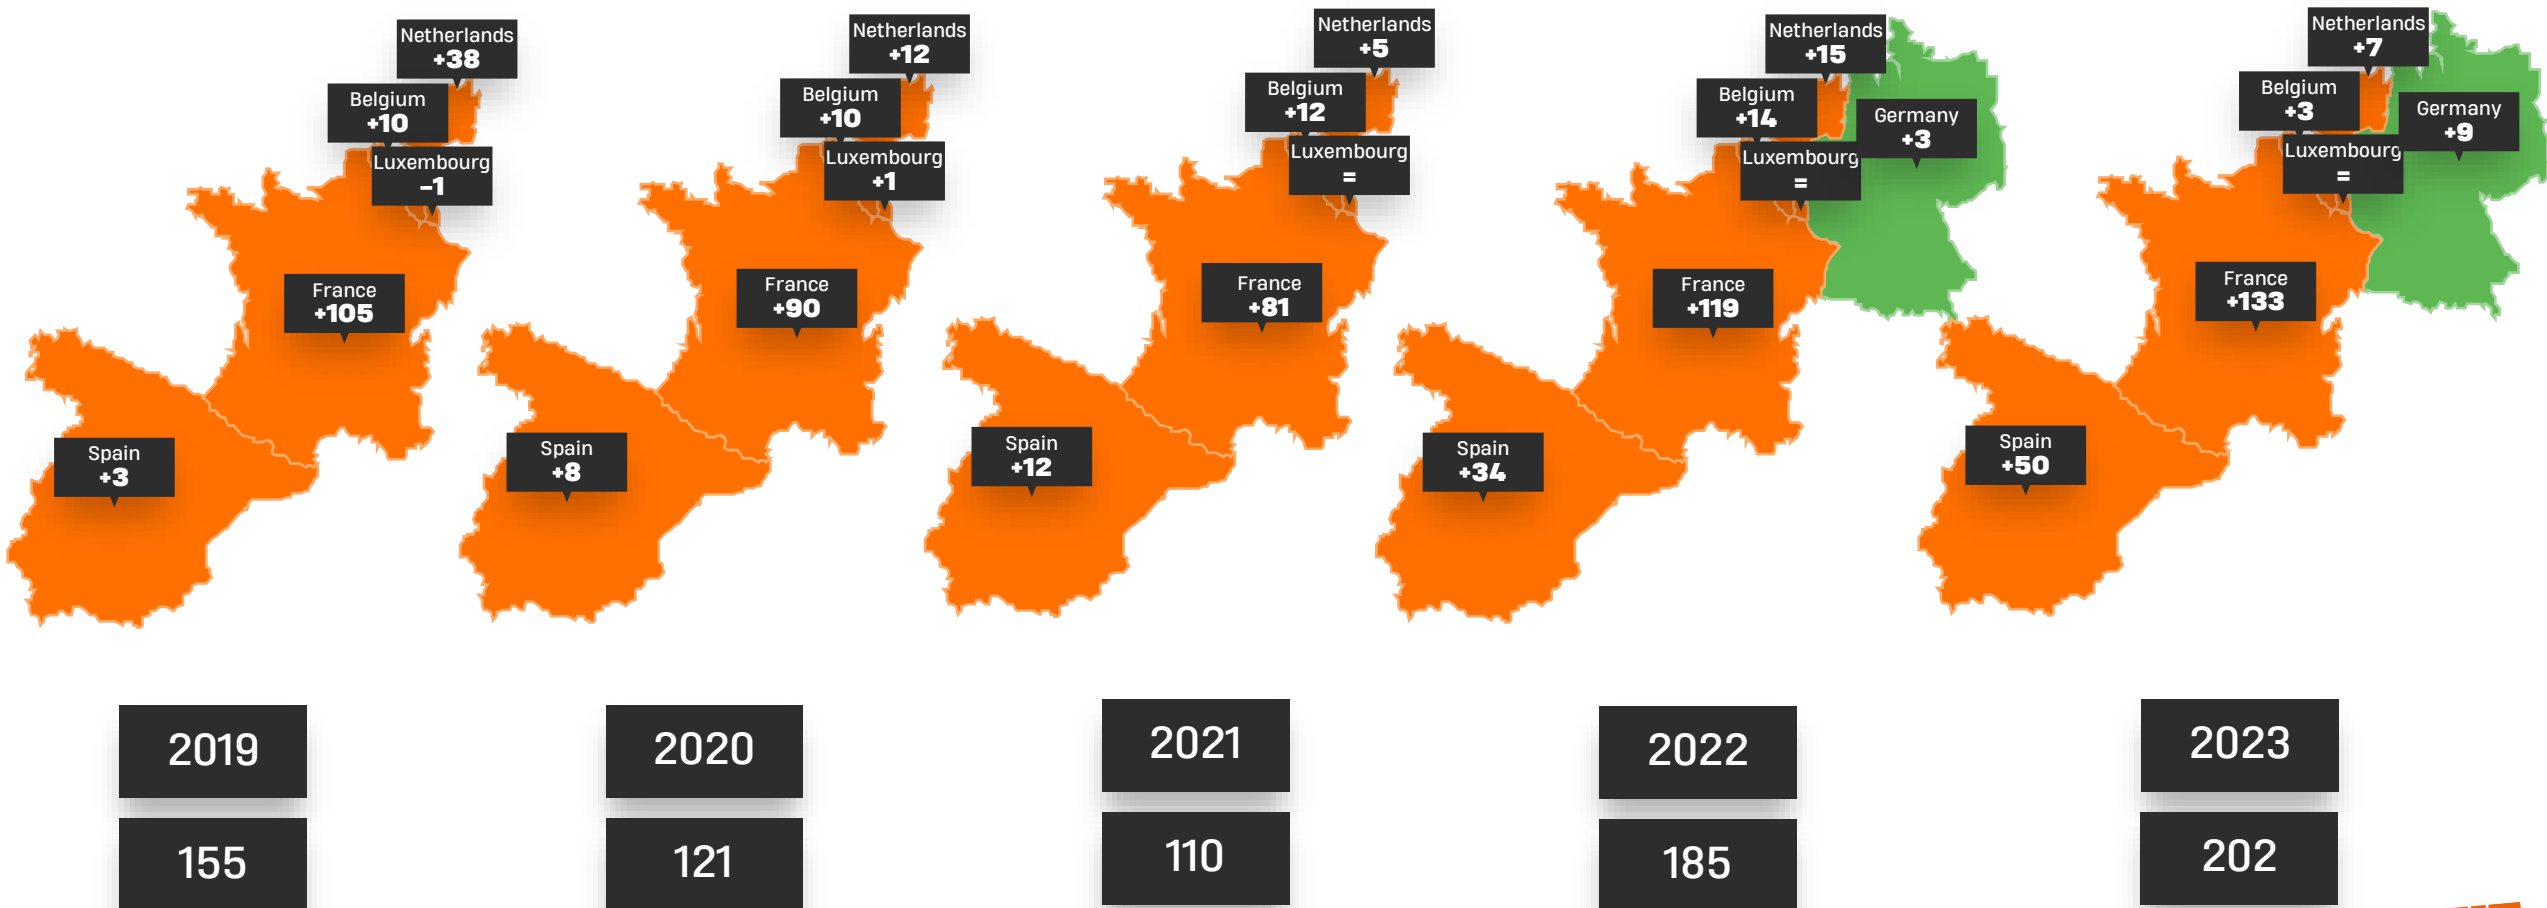 Netherlands
+38
Belgium
+10
Luxembourg
–1
France
+105
Spain
+3
Netherlands
+12
Belgium
+10
Luxembourg
+1
France
+90
Spain
+8
Netherlands
+5
Belgium
+12
Luxembourg
=
France
+81
Spain
+12
Netherlands
+15
Belgium
+14
Germany
+3
Luxembourg
=
France
+119
Spain
+34
Netherlands
+7
Belgium
+3
Germany
+9
Luxembourg
=
France
+133
Spain
+50
2019
2020
2021
2022
2023
155
121
110
185
202